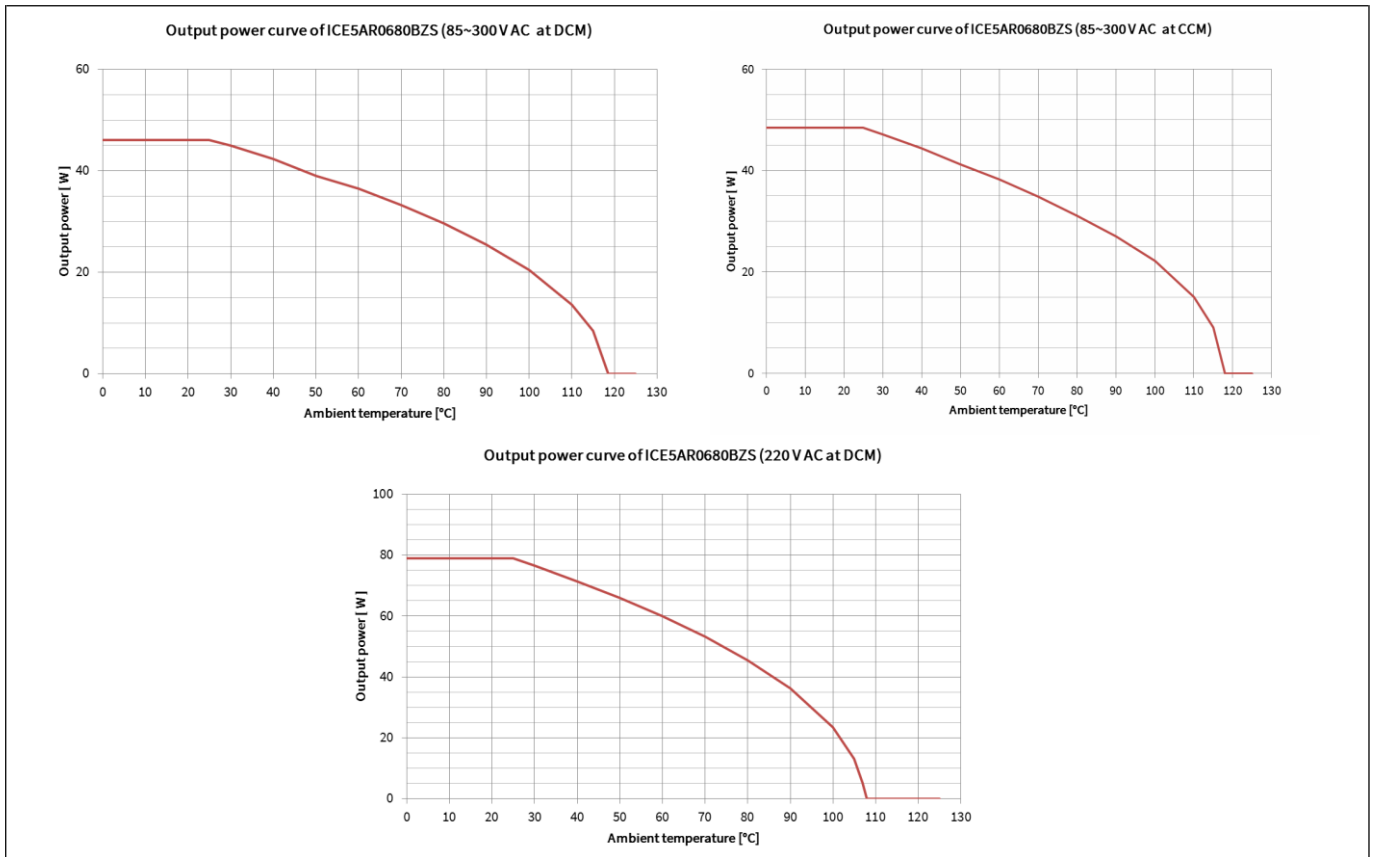 Output power curve of ICE5AR0680BZS (85~300 V AC at DCM)
60
40
20
0
Output power [ W ]
0 10 20 30 40 50 60 70 80 90 100 110 120 130
Ambient temperature [°C]
Output power curve of ICE5AR0680BZS (85~300 V AC at CCM)
60
40
20
0
Output power [ W ]
0 10 20 30 40 50 60 70 80 90 100 110 120 130
Ambient temperature [°C]
Output power curve of ICE5AR0680BZS (220 V AC at DCM)
100
80
60
40
20
0
Output power [ W ]
0 10 20 30 40 50 60 70 80 90 100 110 120 130
Ambient temperature [°C]